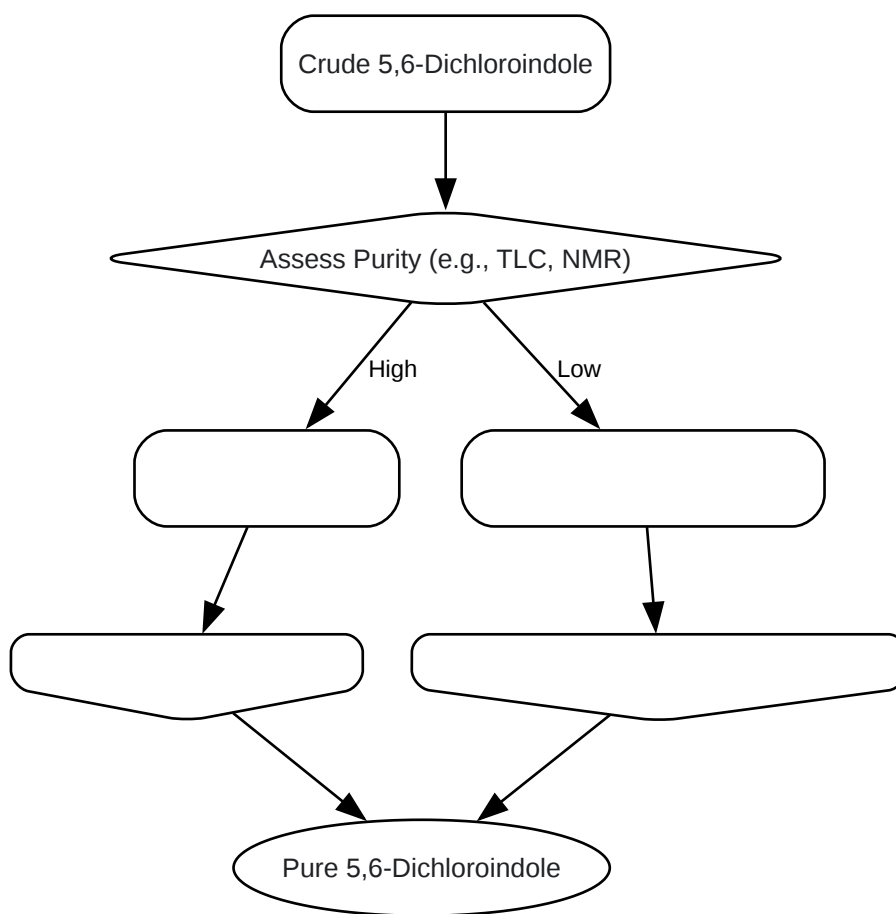 Crude 5,6-Dichloroindole
Assess Purity (e.g., TLC, NMR)
High
Low
Pure 5,6-Dichloroindole